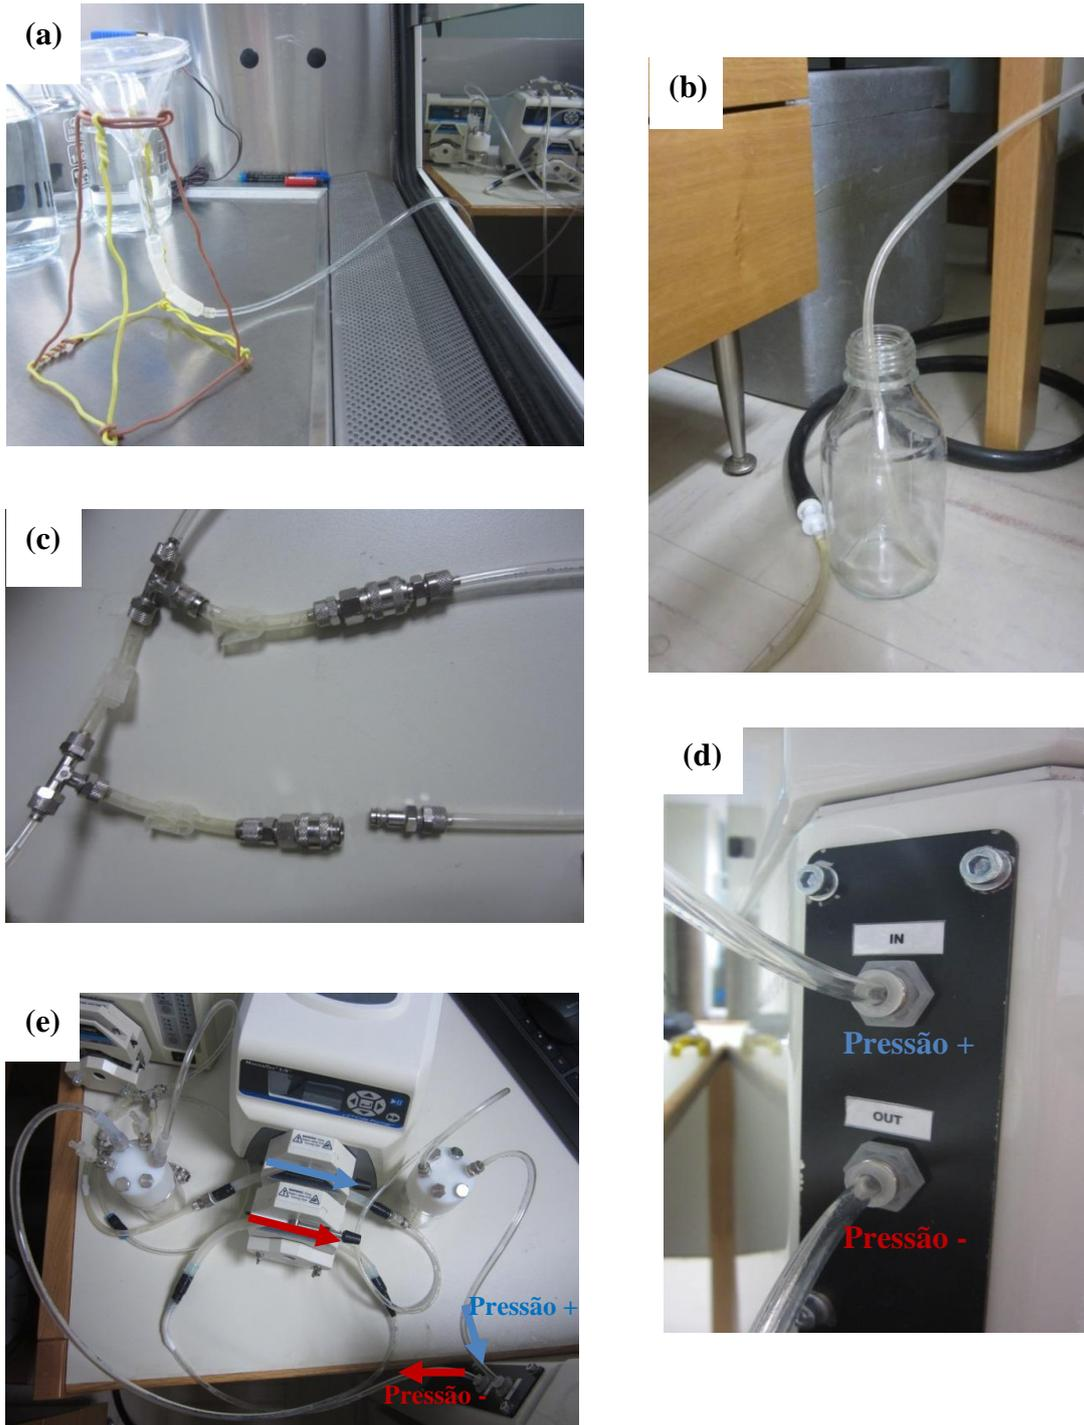 (a)
(b)
(c)
(d)
IN
Pressão +
OUT
Pressão -
(e)
Pressão +
Pressão -